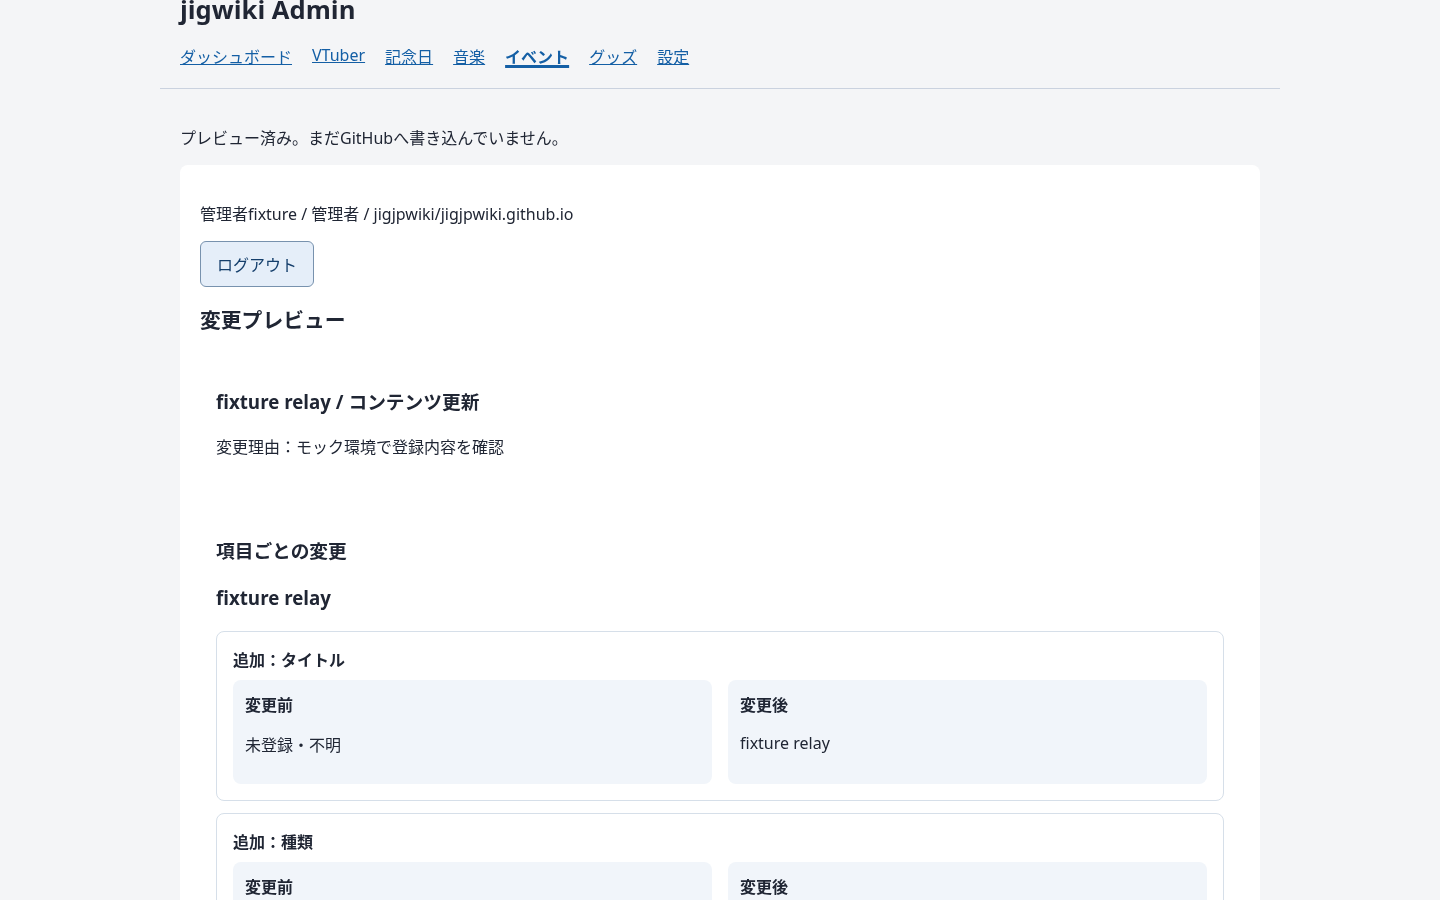 jigwiki Admin
ダッシュボード VTuber 記念日 音楽 イベント グッズ 設定
プレビュー済み。まだGitHubへ書き込んでいません。
管理者fixture / 管理者 / jigjpwiki/jigjpwiki.github.io
ログアウト
変更プレビュー
fixture relay / コンテンツ更新
変更理由：モック環境で登録内容を確認
項目ごとの変更
fixture relay
追加：タイトル
変更前 変更後
未登録・不明 fixture relay
追加：種類
変更前 変更後